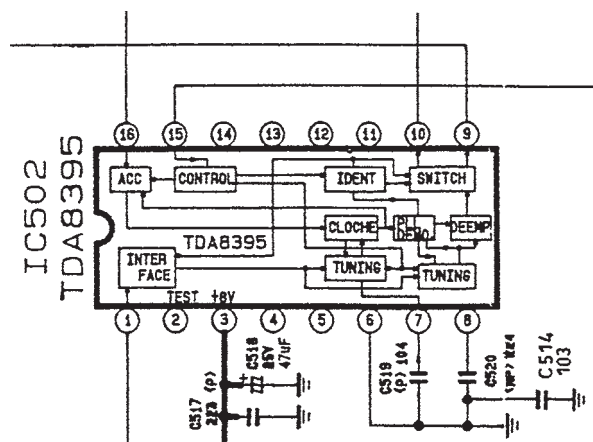 16 15 14 13 12 11 10 9
IC502
TDA8395
ACC
CONTROL
IDENT
SWITCH
CLOCHE
DEEMP
TDA8395
INTER
FACE
TUNING
TUNING
TEST +8V
1 2 3 4 5 6 7 8
C517
(P)
C518
47uF
C519
(P) 104
C520
C514
103